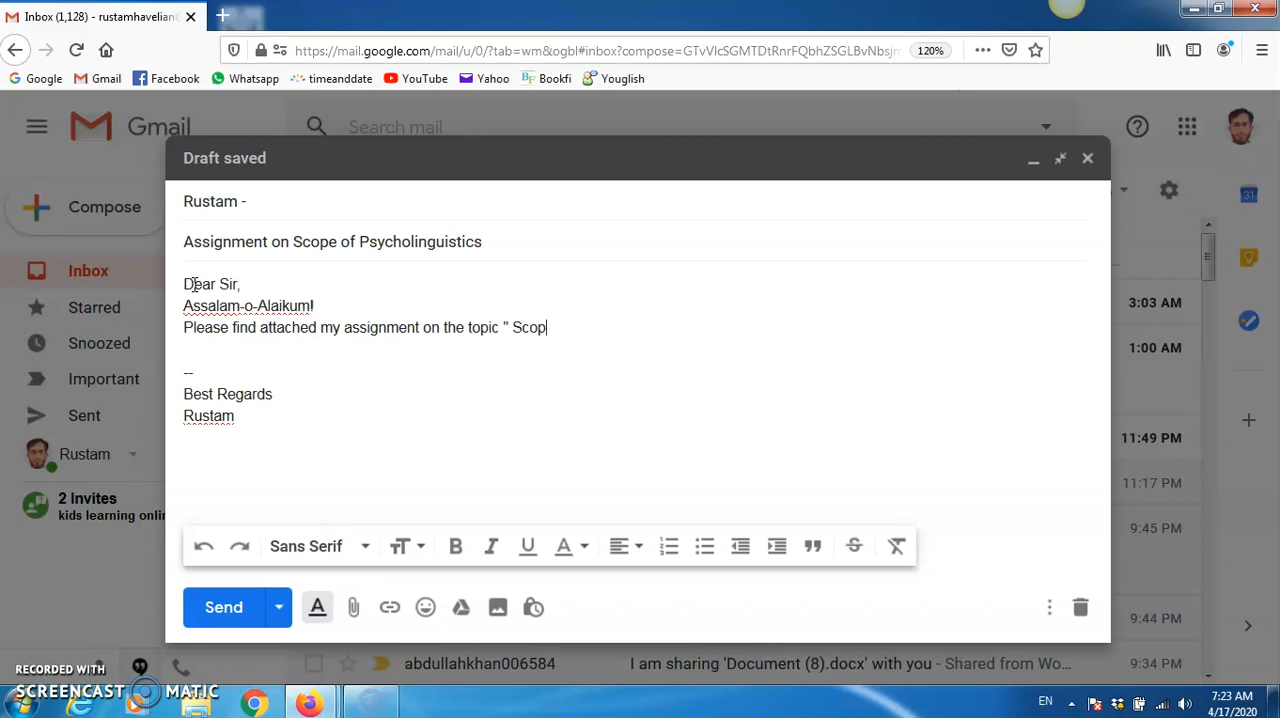 Inbox (1,128) - rustamhavelian
https://mail.google.com/mail/u/0/?tab=wm&ogbl#inbox?compose=GTvVlcSGMTDtRnrFQbhZSGLBvNbsjm
120%
Google Gmail Facebook Whatsapp timeanddate YouTube Yahoo Bookfi Youglish
Gmail
Search mail
Draft saved
Compose
Rustam -
Assignment on Scope of Psycholinguistics
Dear Sir,
Assalam-o-Alaikum!
Please find attached my assignment on the topic " Scop
--
Best Regards
Rustam
Inbox
Starred
Snoozed
Important
Sent
Rustam
2 Invites
kids learning onlin
31
3:03 AM
1:00 AM
11:49 PM
11:17 PM
9:45 PM
9:44 PM
9:34 PM
Sans Serif
Send
abdullahkhan006584 I am sharing 'Document (8).docx' with you - Shared from Wo...
RECORDED WITH
SCREENCAST MATIC
EN
7:23 AM
4/17/2020